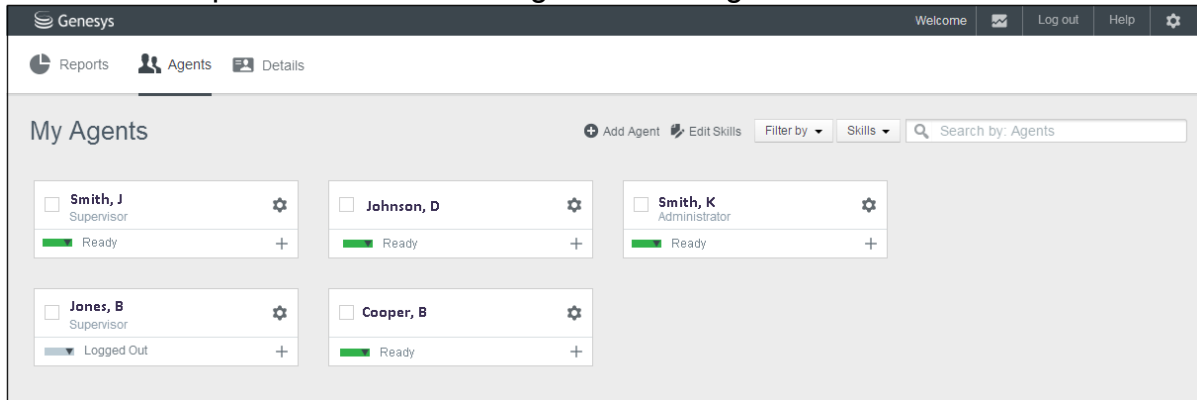 Genesys Welcome Log out Help
Reports Agents Details
My Agents Add Agent Edit Skills Filter by Skills Search by: Agents
Smith, J Johnson, D Smith, K
Supervisor Administrator
Ready Ready Ready
Jones, B Cooper, B
Supervisor
Logged Out Ready